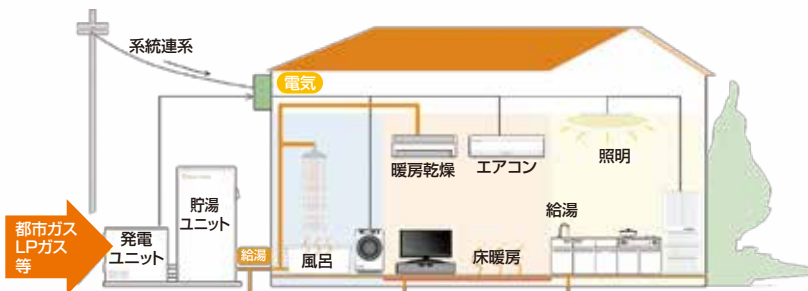 系統連系
電気
暖房乾燥
エアコン
照明
貯湯
ユニット
給湯
都市ガス
LPガス
等
発電
ユニット
給湯
風呂
床暖房